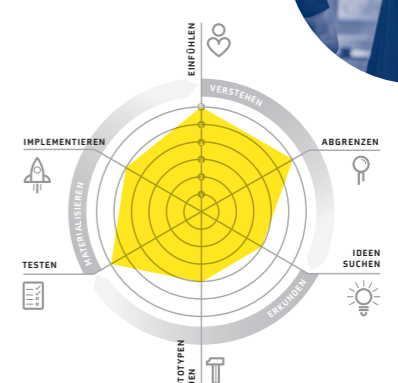 EINFÜHLEN
VERSTEHEN
IMPLEMENTIEREN
ABGRENZEN
MATERIALISIEREN
TESTEN
IDEEN
SUCHEN
ERKUNDEN